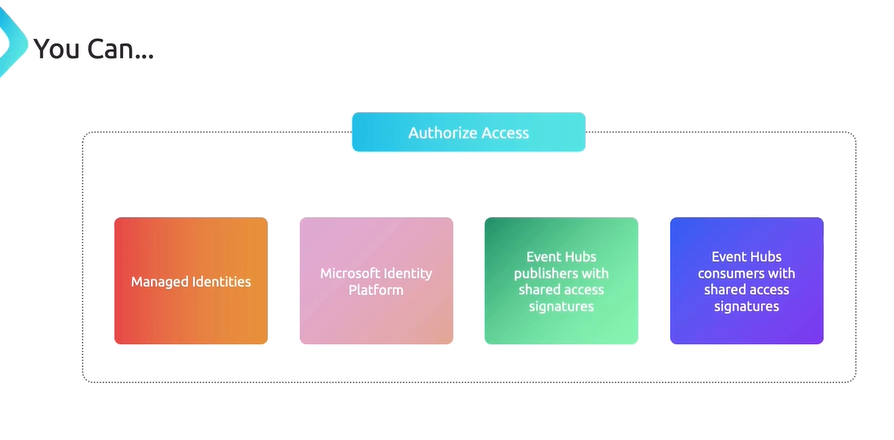 You Can...
Authorize Access
Managed Identities
Microsoft Identity
Platform
Event Hubs
publishers with
shared access
signatures
Event Hubs
consumers with
shared access
signatures